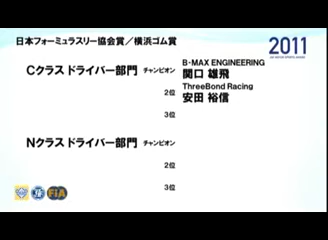 日本フォーミュラスリー協会賞／横浜ゴム賞
2011
Cクラス ドライバー部門 チャンピオン B-MAX ENGINEERING 関口 雄飛
2位 ThreeBond Racing 安田 裕信
3位
Nクラス ドライバー部門 チャンピオン
2位
3位
FIA